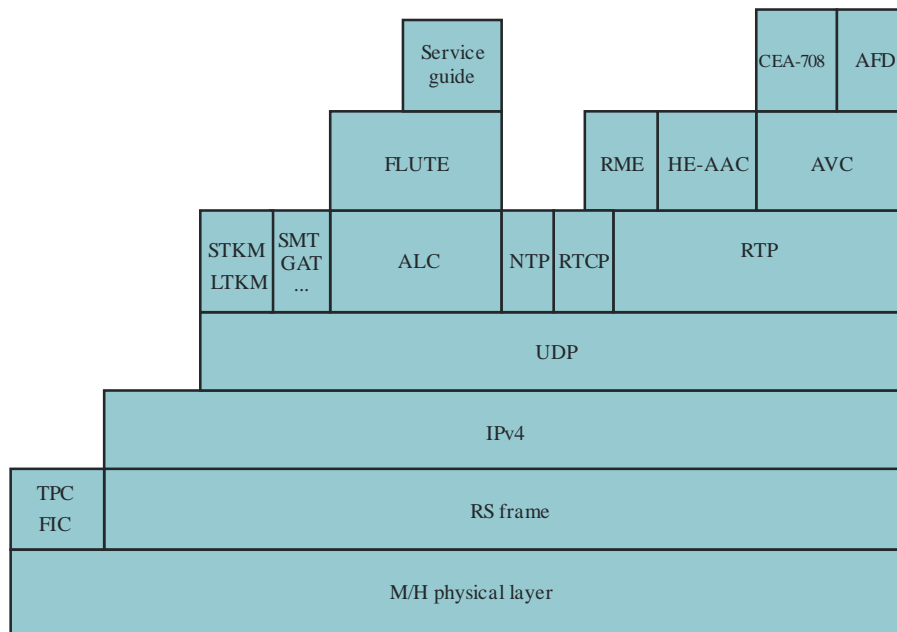 Service
guide
CEA-708
AFD
FLUTE
RME
HE-AAC
AVC
STKM
LTKM
SMT
GAT
...
ALC
NTP
RTCP
RTP
UDP
IPv4
TPC
FIC
RS frame
M/H physical layer